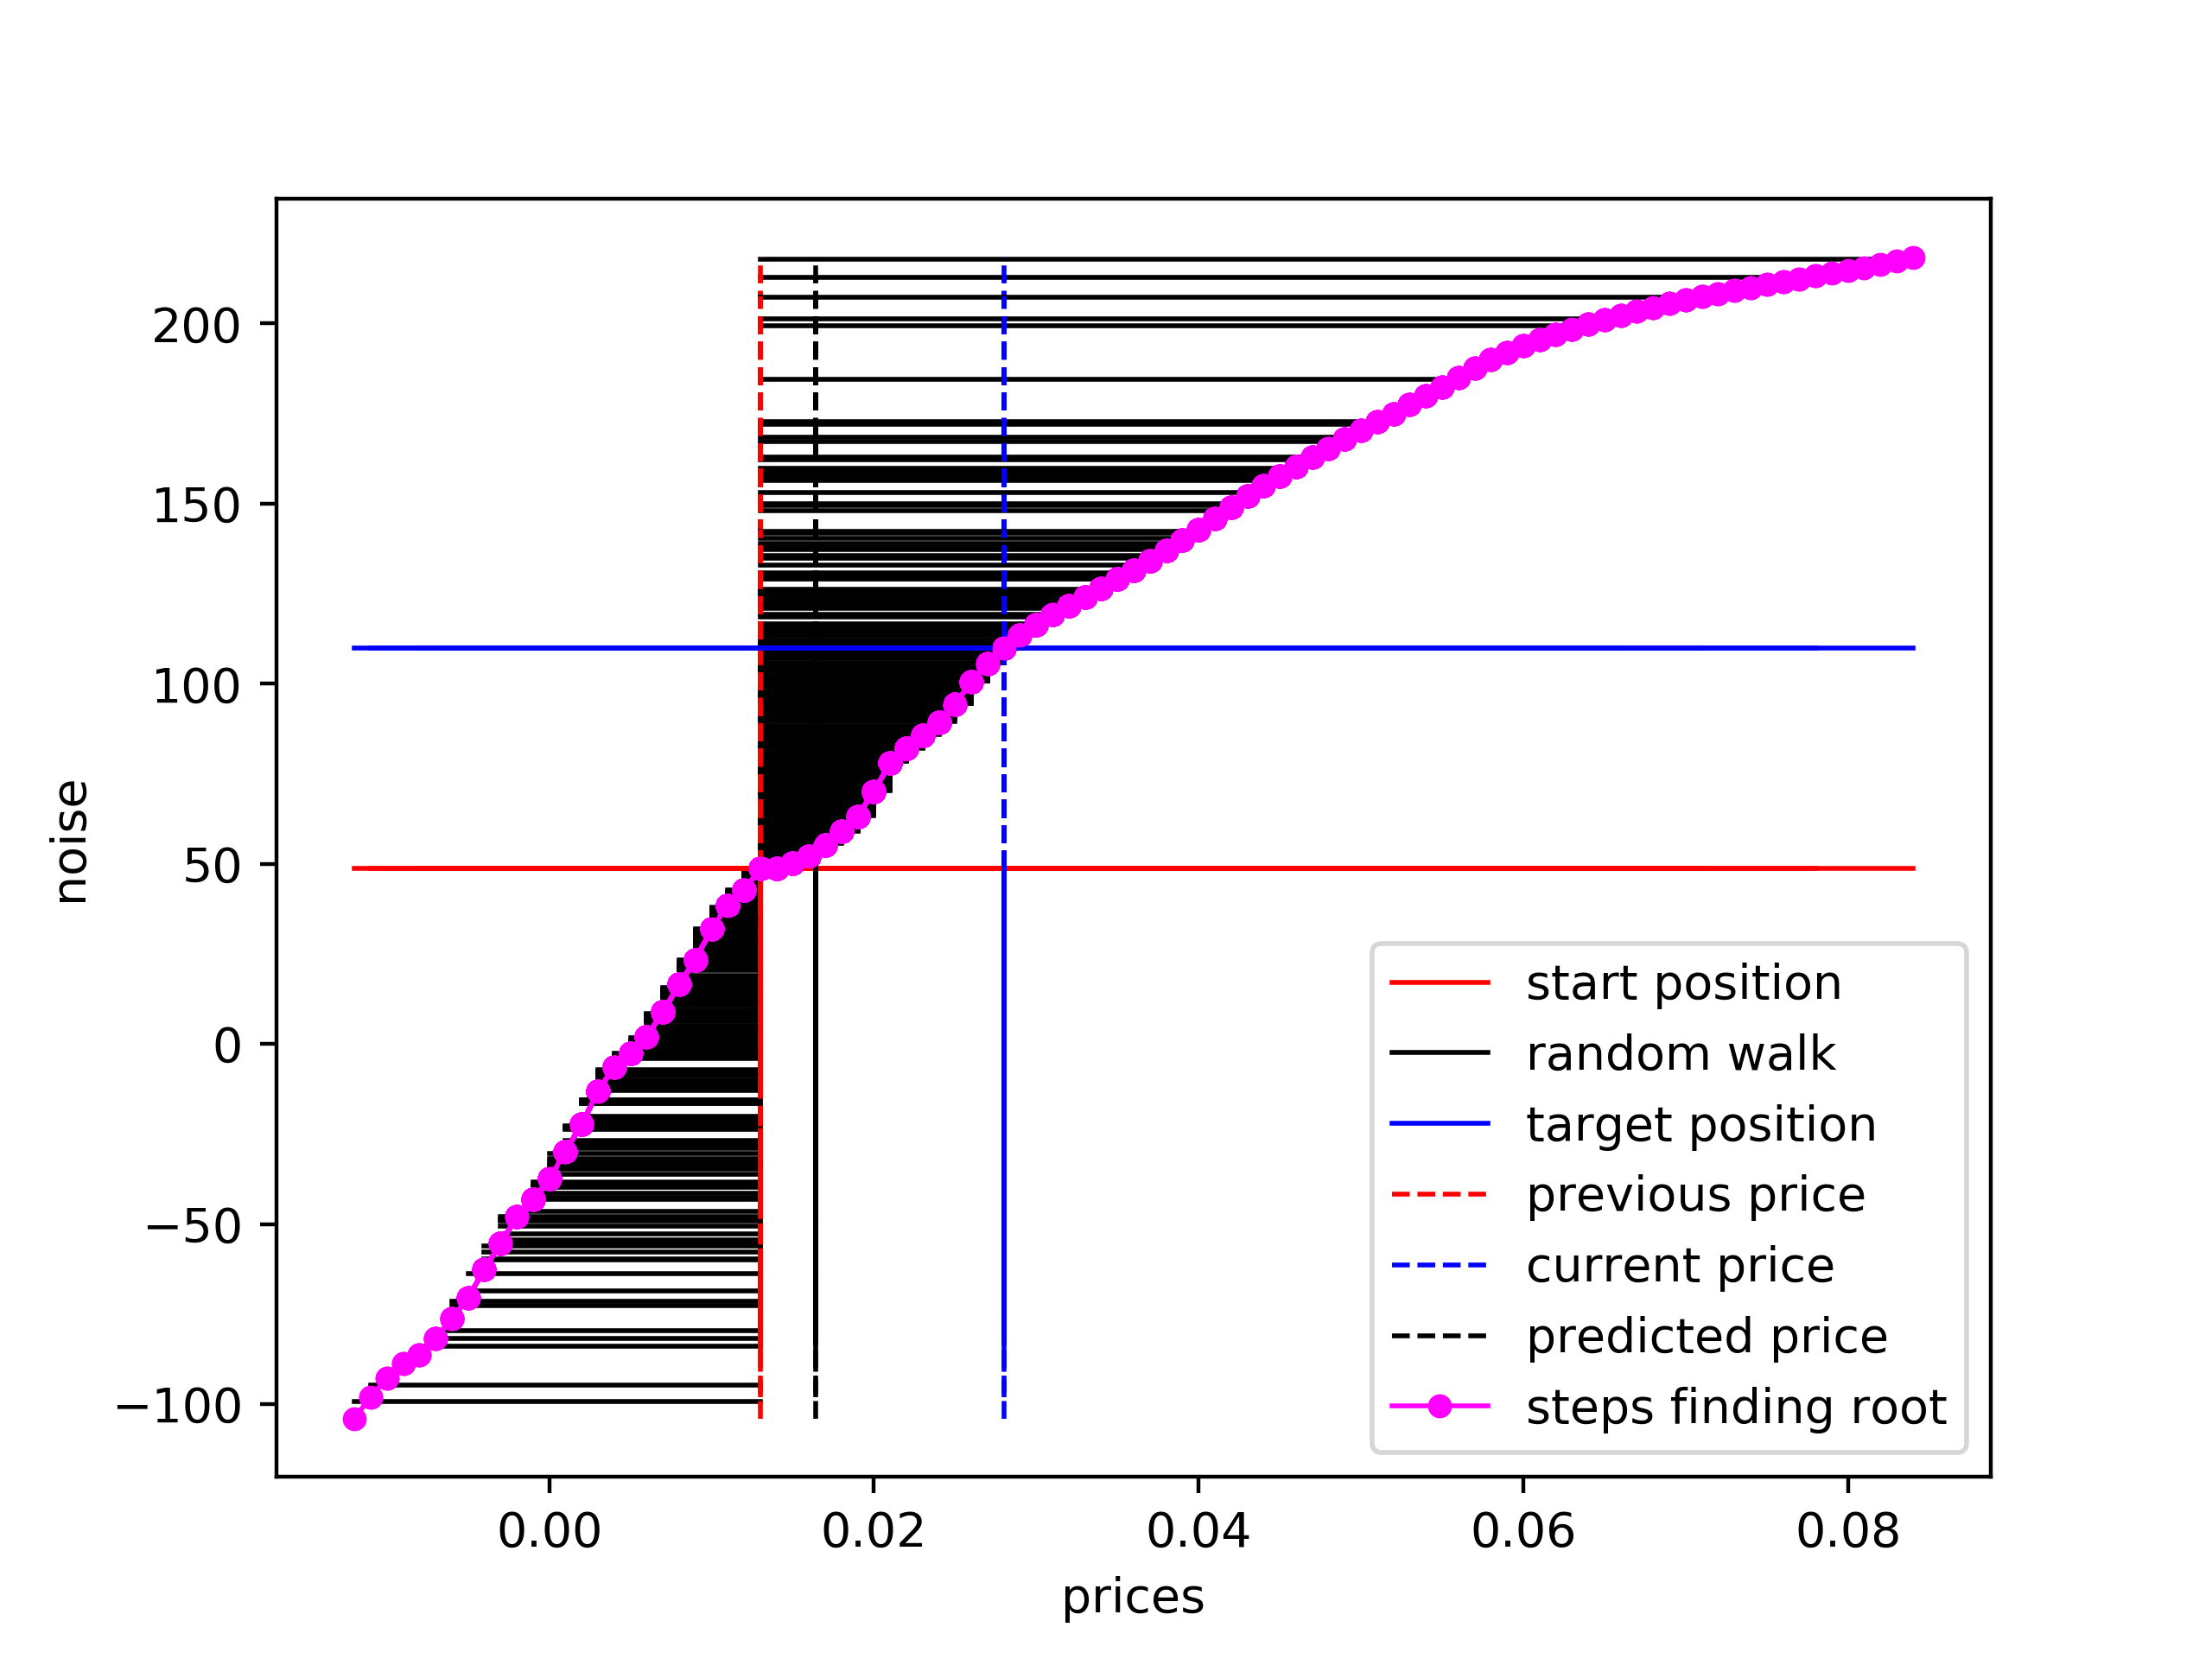 200
150
100
50
0
−50
−100
noise
0.00 0.02 0.04 0.06 0.08
prices
start position
random walk
target position
previous price
current price
predicted price
steps finding root